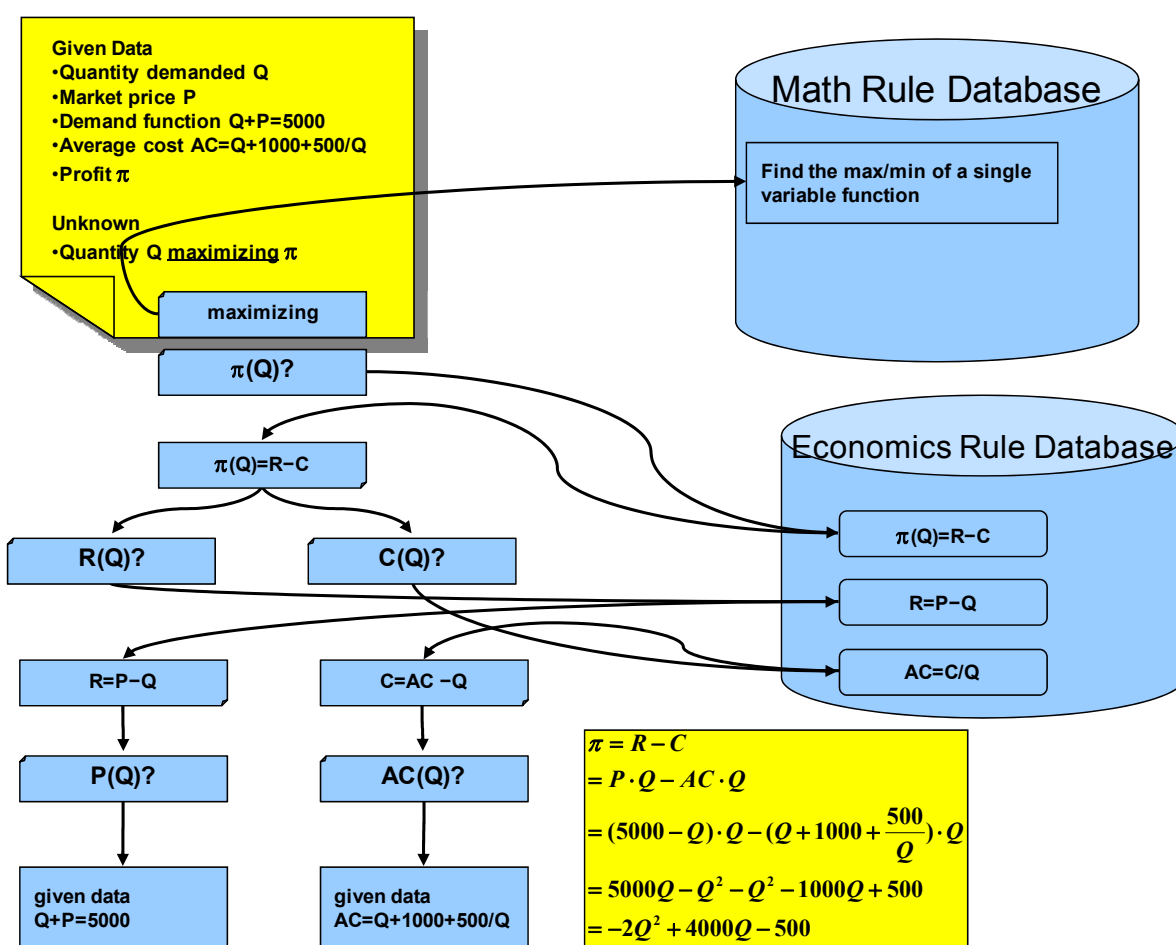 Given Data
•Quantity demanded Q
•Market price P
•Demand function Q+P=5000
•Average cost AC=Q+1000+500/Q
•Profit π
Unknown
•Quantity Q maximizing π
maximizing
π(Q)?
Math Rule Database
Find the max/min of a single
variable function
π(Q)=R−C
Economics Rule Database
R(Q)?
C(Q)?
π(Q)=R−C
R=P−Q
AC=C/Q
R=P−Q
C=AC −Q
P(Q)?
AC(Q)?
given data
Q+P=5000
given data
AC=Q+1000+500/Q
π = R − C
= P · Q − AC · Q
= (5000 − Q) · Q − (Q + 1000 + 500/Q) · Q
= 5000Q − Q² − Q² − 1000Q + 500
= −2Q² + 4000Q − 500